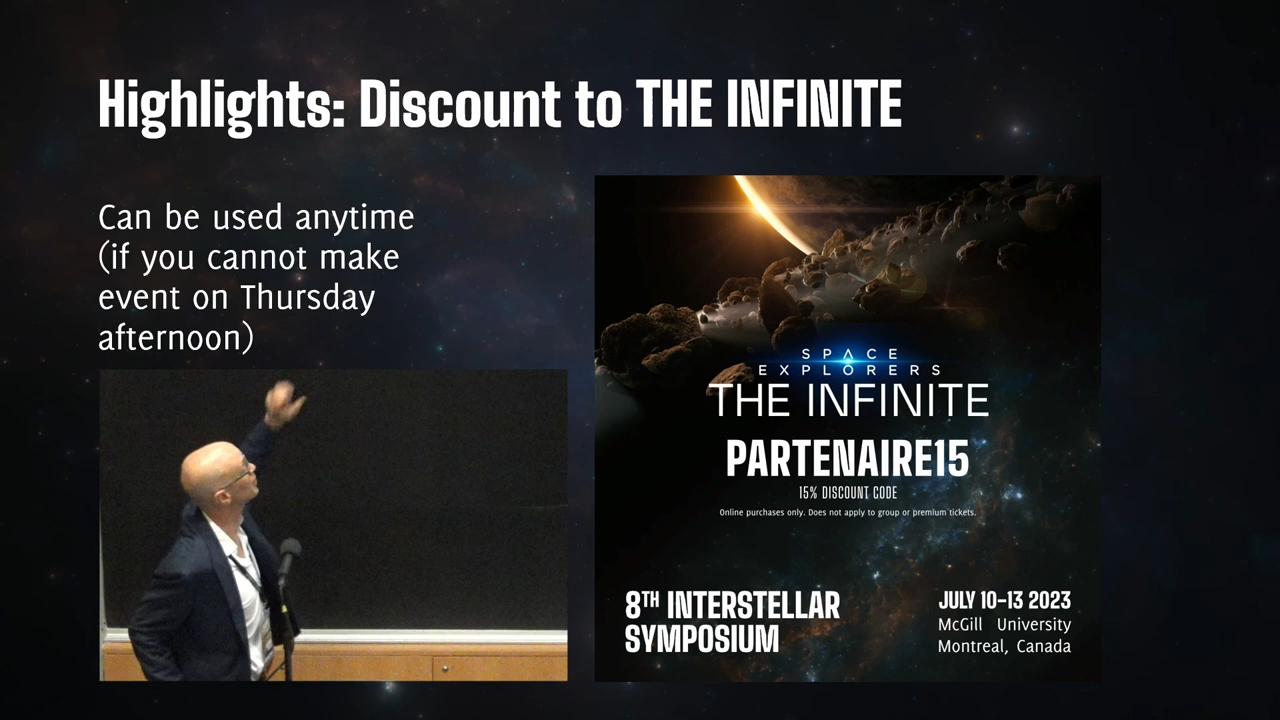 Highlights: Discount to THE INFINITE
Can be used anytime
(if you cannot make
event on Thursday
afternoon)
SPACE
EXPLORERS
THE INFINITE
PARTENAIRE15
15% DISCOUNT CODE
Online purchases only. Does not apply to group or premium tickets.
8TH INTERSTELLAR
SYMPOSIUM
JULY 10-13 2023
McGill University
Montreal, Canada